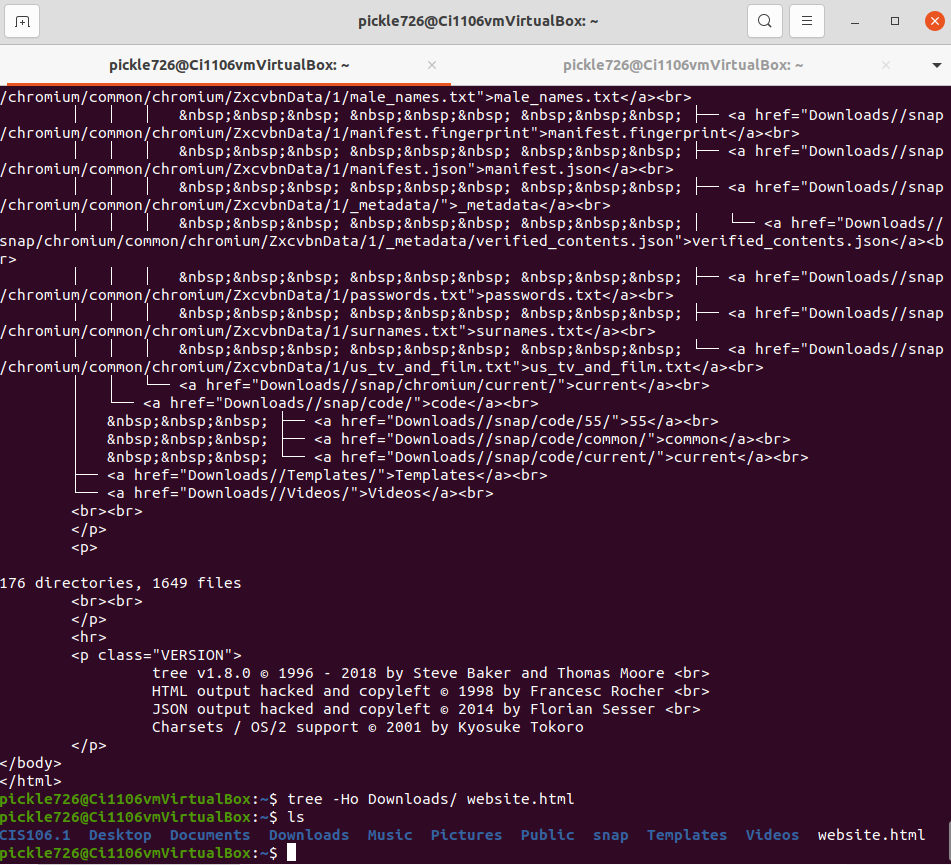 pickle726@Ci1106vmVirtualBox: ~
pickle726@Ci1106vmVirtualBox: ~ × pickle726@Ci1106vmVirtualBox: ~ ×
/chromium/common/chromium/ZxcvbnData/1/male_names.txt">male_names.txt</a><br>
│   │   │   &nbsp;&nbsp;&nbsp; &nbsp;&nbsp;&nbsp; &nbsp;&nbsp;&nbsp; ├── <a href="Downloads//snap
/chromium/common/chromium/ZxcvbnData/1/manifest.fingerprint">manifest.fingerprint</a><br>
│   │   │   &nbsp;&nbsp;&nbsp; &nbsp;&nbsp;&nbsp; &nbsp;&nbsp;&nbsp; ├── <a href="Downloads//snap
/chromium/common/chromium/ZxcvbnData/1/manifest.json">manifest.json</a><br>
│   │   │   &nbsp;&nbsp;&nbsp; &nbsp;&nbsp;&nbsp; &nbsp;&nbsp;&nbsp; ├── <a href="Downloads//snap
/chromium/common/chromium/ZxcvbnData/1/_metadata/">_metadata</a><br>
│   │   │   &nbsp;&nbsp;&nbsp; &nbsp;&nbsp;&nbsp; &nbsp;&nbsp;&nbsp; │   └── <a href="Downloads//
snap/chromium/common/chromium/ZxcvbnData/1/_metadata/verified_contents.json">verified_contents.json</a><b
r>
│   │   │   &nbsp;&nbsp;&nbsp; &nbsp;&nbsp;&nbsp; &nbsp;&nbsp;&nbsp; ├── <a href="Downloads//snap
/chromium/common/chromium/ZxcvbnData/1/passwords.txt">passwords.txt</a><br>
│   │   │   &nbsp;&nbsp;&nbsp; &nbsp;&nbsp;&nbsp; &nbsp;&nbsp;&nbsp; ├── <a href="Downloads//snap
/chromium/common/chromium/ZxcvbnData/1/surnames.txt">surnames.txt</a><br>
│   │   │   &nbsp;&nbsp;&nbsp; &nbsp;&nbsp;&nbsp; &nbsp;&nbsp;&nbsp; └── <a href="Downloads//snap
/chromium/common/chromium/ZxcvbnData/1/us_tv_and_film.txt">us_tv_and_film.txt</a><br>
│   │   └── <a href="Downloads//snap/chromium/current/">current</a><br>
│   └── <a href="Downloads//snap/code/">code</a><br>
│   &nbsp;&nbsp;&nbsp; ├── <a href="Downloads//snap/code/55/">55</a><br>
│   &nbsp;&nbsp;&nbsp; ├── <a href="Downloads//snap/code/common/">common</a><br>
│   &nbsp;&nbsp;&nbsp; └── <a href="Downloads//snap/code/current/">current</a><br>
├── <a href="Downloads//Templates/">Templates</a><br>
└── <a href="Downloads//Videos/">Videos</a><br>
<br><br>
</p>
<p>
176 directories, 1649 files
<br><br>
</p>
<hr>
<p class="VERSION">
tree v1.8.0 © 1996 - 2018 by Steve Baker and Thomas Moore <br>
HTML output hacked and copyleft © 1998 by Francesc Rocher <br>
JSON output hacked and copyleft © 2014 by Florian Sesser <br>
Charsets / OS/2 support © 2001 by Kyosuke Tokoro
</p>
</body>
</html>
pickle726@Ci1106vmVirtualBox:~$ tree -Ho Downloads/ website.html
pickle726@Ci1106vmVirtualBox:~$ ls
CIS106.1 Desktop Documents Downloads Music Pictures Public snap Templates Videos website.html
pickle726@Ci1106vmVirtualBox:~$